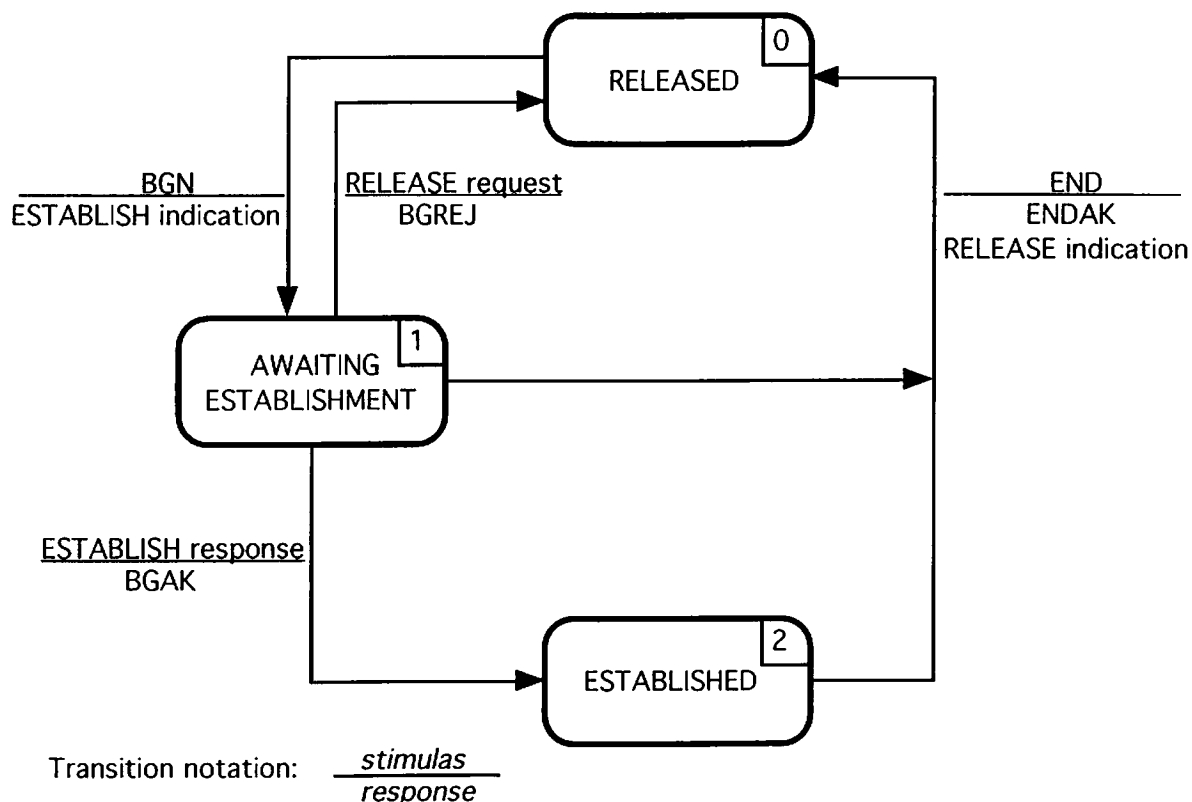 0
RELEASED
BGN
ESTABLISH indication
RELEASE request
BGREJ
END
ENDAK
RELEASE indication
1
AWAITING
ESTABLISHMENT
ESTABLISH response
BGAK
2
ESTABLISHED
Transition notation: stimulas
response